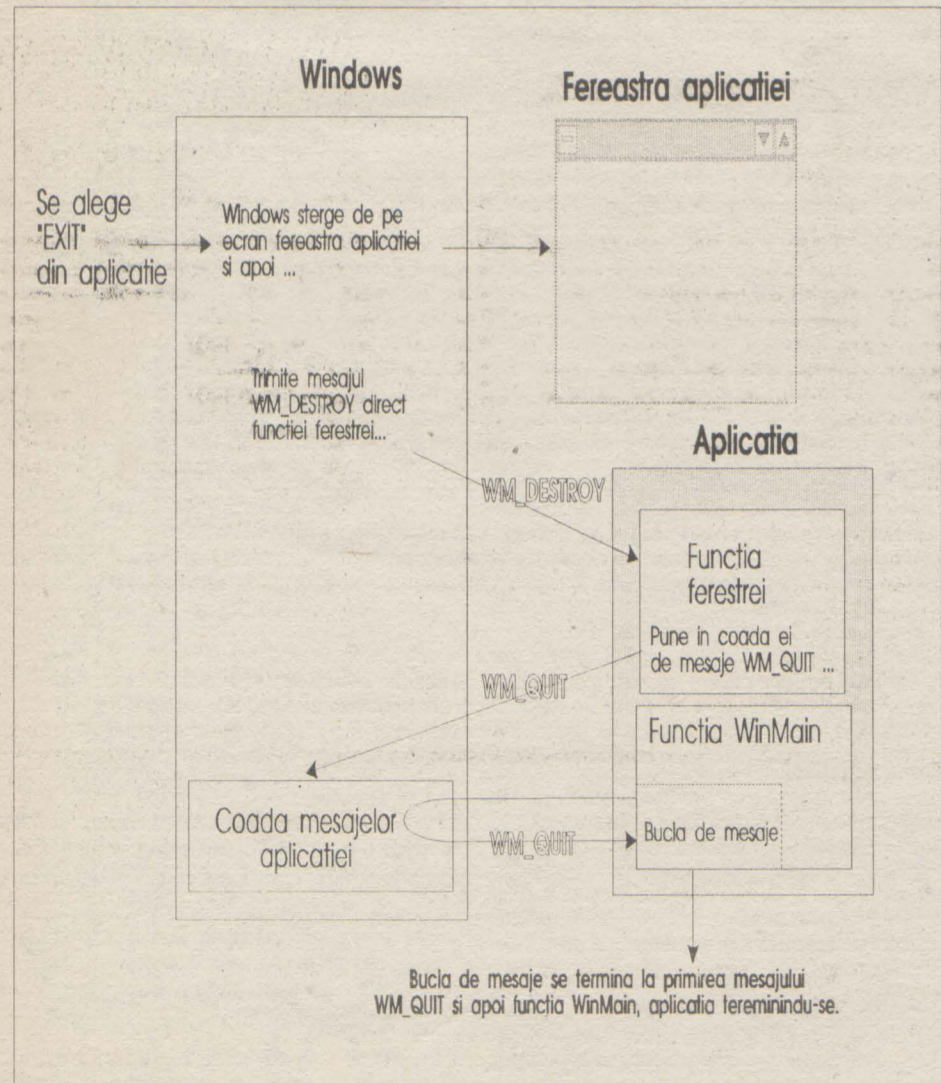 Windows
Fereastra aplicatiei
Se alege
"EXIT"
din aplicatie
Windows sterge de pe
ecran fereastra aplicatiei
si apoi ...
Trimite mesajul
WM_DESTROY direct
functiei ferestrei...
Aplicatia
WM_DESTROY
Functia
ferestrei
Pune in coada ei
de mesaje WM_QUIT ...
WM_QUIT
Functia WinMain
Coada mesajelor
aplicatiei
WM_QUIT
Bucla de mesaje
Bucla de mesaje se termina la primirea mesajului
WM_QUIT si apoi functia WinMain, aplicatia tereminindu-se.